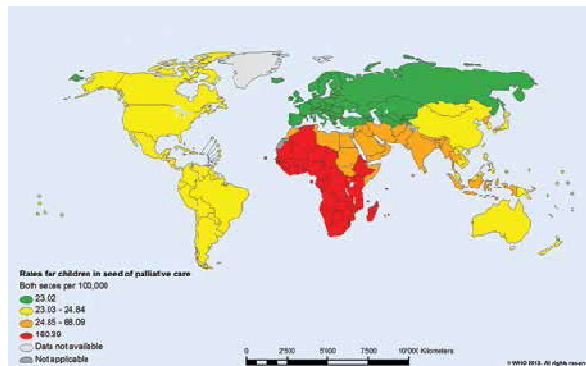 Rates for children in seed of palliative care
Both sexes per 100,000
23.02
23.03 - 24.84
24.85 - 66.09
160.39
Data not available
Not applicable
0 2500 5000 7500 10000 Kilometers
© WHO 2013. All rights reserv